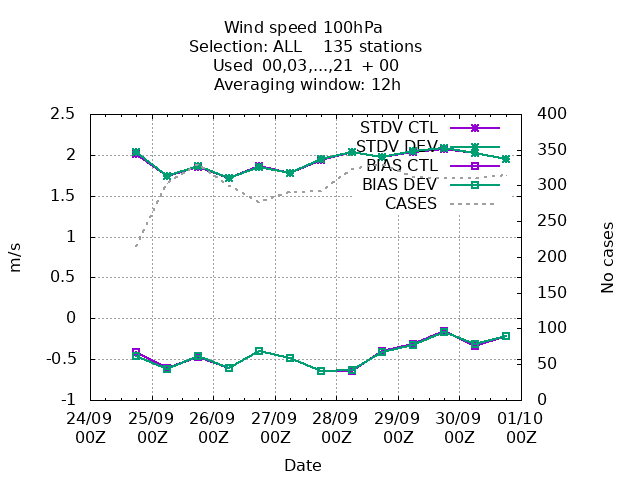 Wind speed 100hPa
Selection: ALL    135 stations
Used  00,03,...,21  + 00
Averaging window: 12h
2.5
2
1.5
1
0.5
0
-0.5
-1
m/s
400
350
300
250
200
150
100
50
0
No cases
STDV CTL
STDV DEV
BIAS CTL
BIAS DEV
CASES
24/09 25/09 26/09 27/09 28/09 29/09 30/09 01/10
00Z 00Z 00Z 00Z 00Z 00Z 00Z 00Z
Date